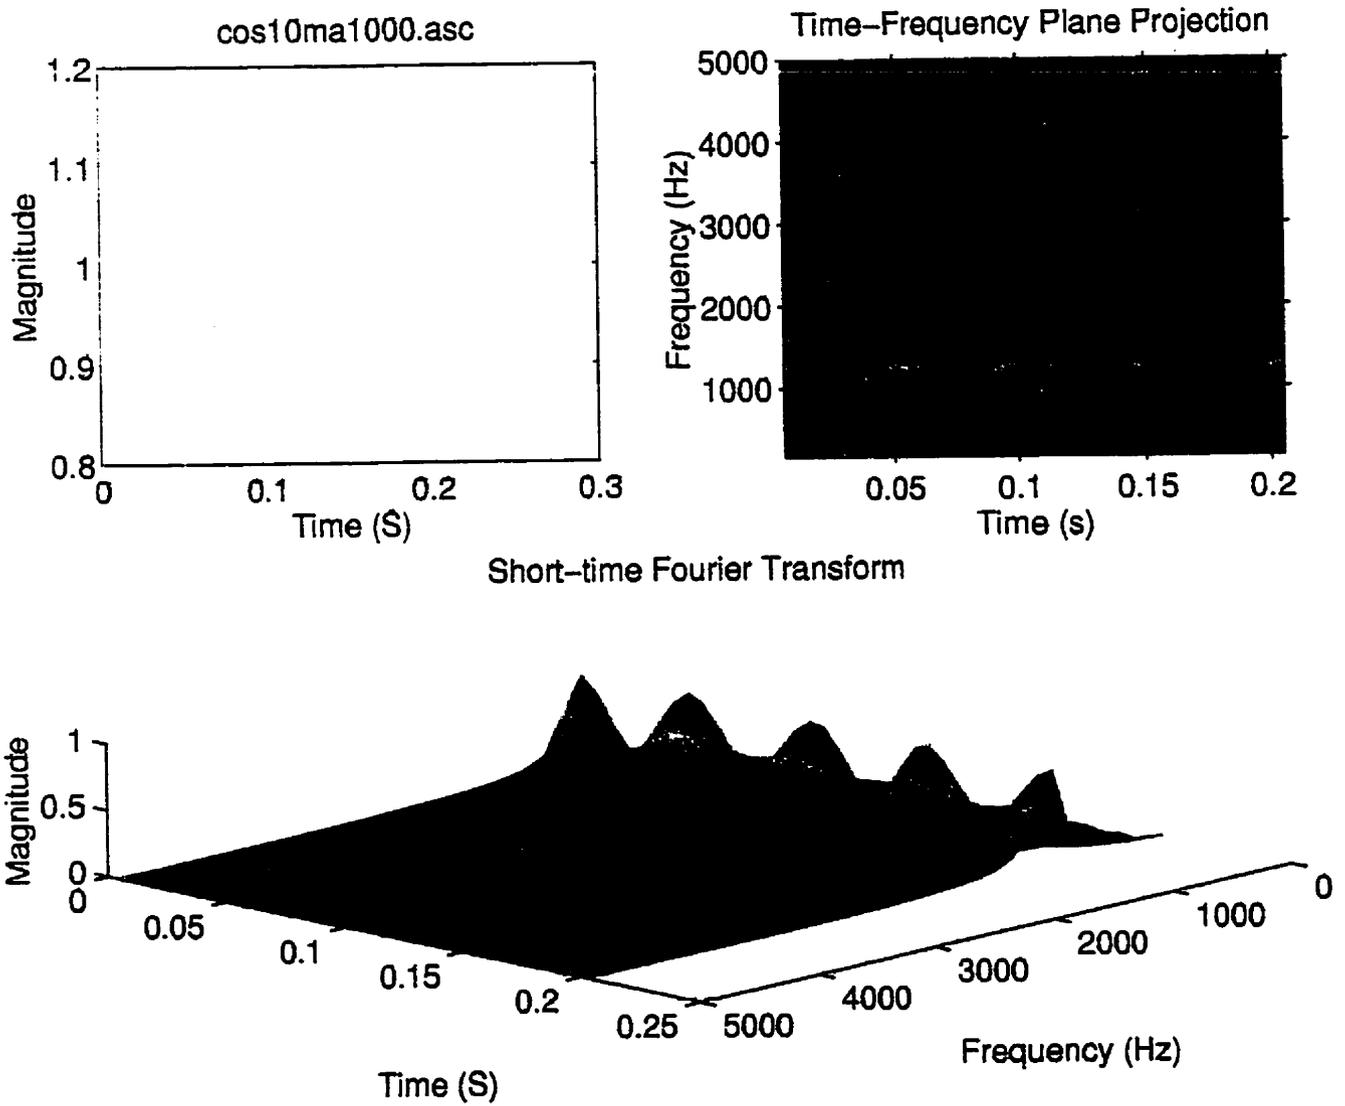 cos10ma1000.asc
1.2
1.1
1
0.9
0.8
Magnitude
0 0.1 0.2 0.3
Time (S)
Time–Frequency Plane Projection
5000
4000
3000
2000
1000
Frequency (Hz)
0.05 0.1 0.15 0.2
Time (s)
Short–time Fourier Transform
1
0.5
0
Magnitude
0
0.05
0.1
0.15
0.2
0.25
Time (S)
5000
4000
3000
2000
1000
0
Frequency (Hz)